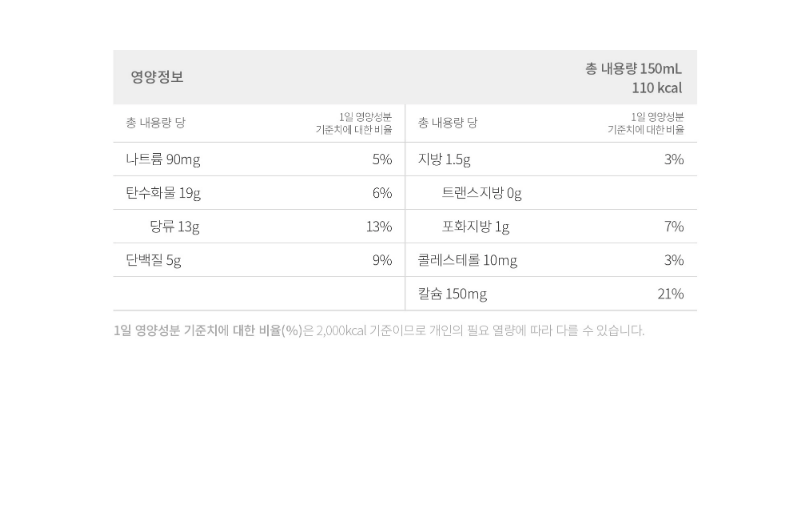 영양정보
총 내용량 150mL
110 kcal
총 내용량 당
1일 영양성분
기준치에 대한 비율
총 내용량 당
1일 영양성분
기준치에 대한 비율
나트륨 90mg 5% 지방 1.5g 3%
탄수화물 19g 6% 트랜스지방 0g
당류 13g 13% 포화지방 1g 7%
단백질 5g 9% 콜레스테롤 10mg 3%
칼슘 150mg 21%
1일 영양성분 기준치에 대한 비율(%)은 2,000kcal 기준이므로 개인의 필요 열량에 따라 다를 수 있습니다.